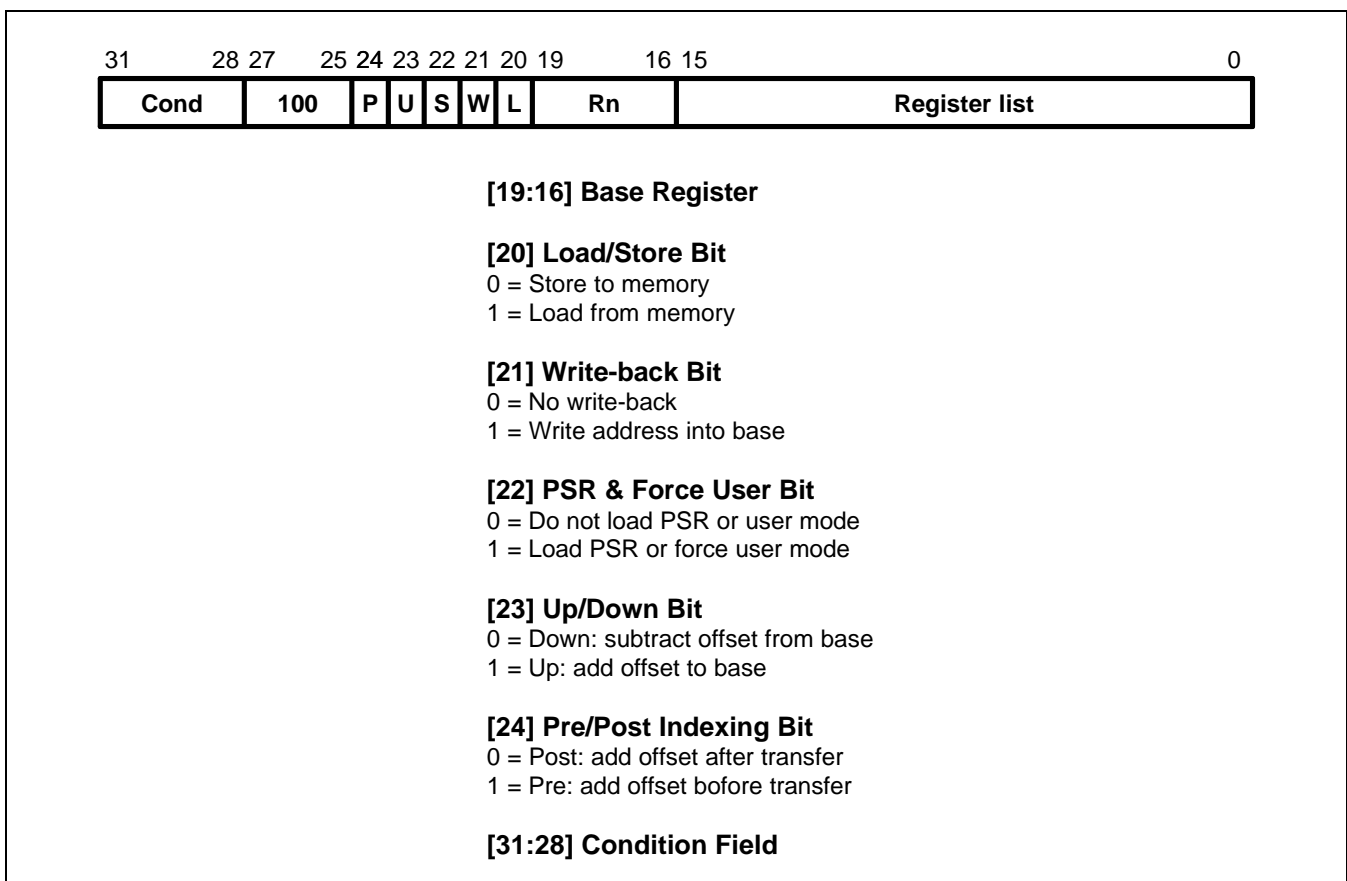 31 28 27 25 24 23 22 21 20 19 16 15 0
Cond 100 P U S W L Rn Register list
[19:16] Base Register
[20] Load/Store Bit
0 = Store to memory
1 = Load from memory
[21] Write-back Bit
0 = No write-back
1 = Write address into base
[22] PSR & Force User Bit
0 = Do not load PSR or user mode
1 = Load PSR or force user mode
[23] Up/Down Bit
0 = Down: subtract offset from base
1 = Up: add offset to base
[24] Pre/Post Indexing Bit
0 = Post: add offset after transfer
1 = Pre: add offset bofore transfer
[31:28] Condition Field